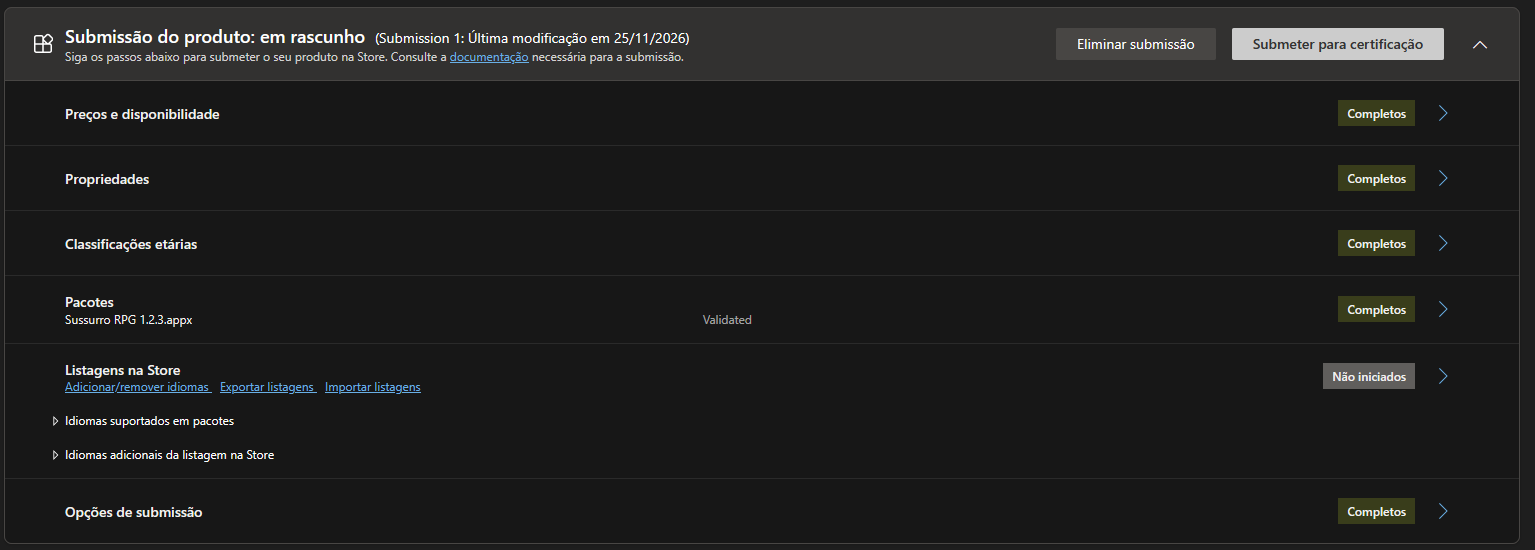 Submissão do produto: em rascunho (Submission 1: Última modificação em 25/11/2026)
Siga os passos abaixo para submeter o seu produto na Store. Consulte a documentação necessária para a submissão.
Eliminar submissão
Submeter para certificação
Preços e disponibilidade
Completos
Propriedades
Completos
Classificações etárias
Completos
Pacotes
Sussurro RPG 1.2.3.appx
Validated
Completos
Listagens na Store
Adicionar/remover idiomas Exportar listagens Importar listagens
Não iniciados
Idiomas suportados em pacotes
Idiomas adicionais da listagem na Store
Opções de submissão
Completos